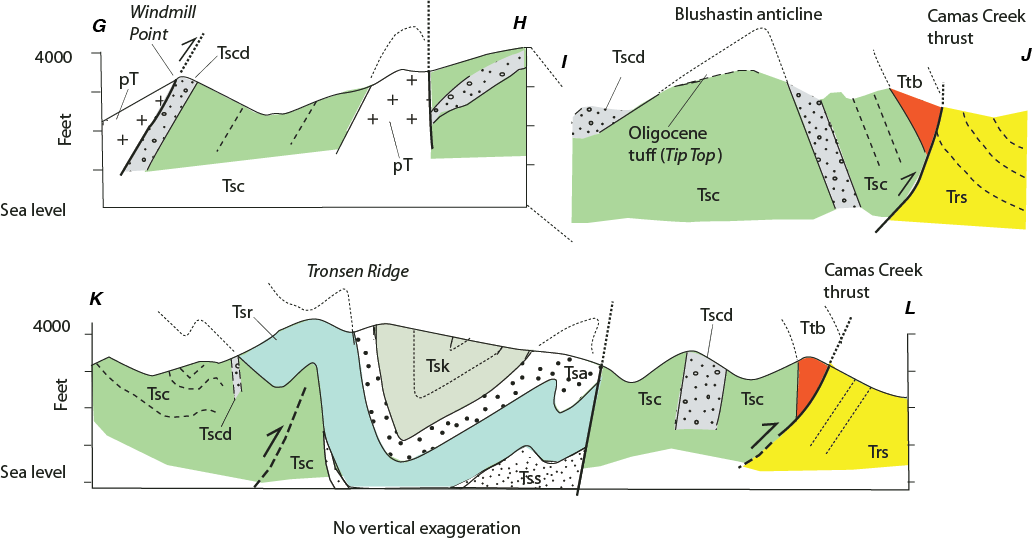 G
Windmill
Point
Tscd
H
4000
pT
Feet
pT
Tsc
Sea level
Blushastin anticline
Camas Creek
thrust
I
J
Tscd
Ttb
Oligocene
tuff (Tip Top)
Tsc
Tsc
Trs
Tronsen Ridge
Camas Creek
thrust
K
L
Tsr
Tscd
Ttb
4000
Tsk
Tsa
Tsc
Tsc
Tsc
Feet
Tscd
Tsc
Trs
Tss
Sea level
No vertical exaggeration